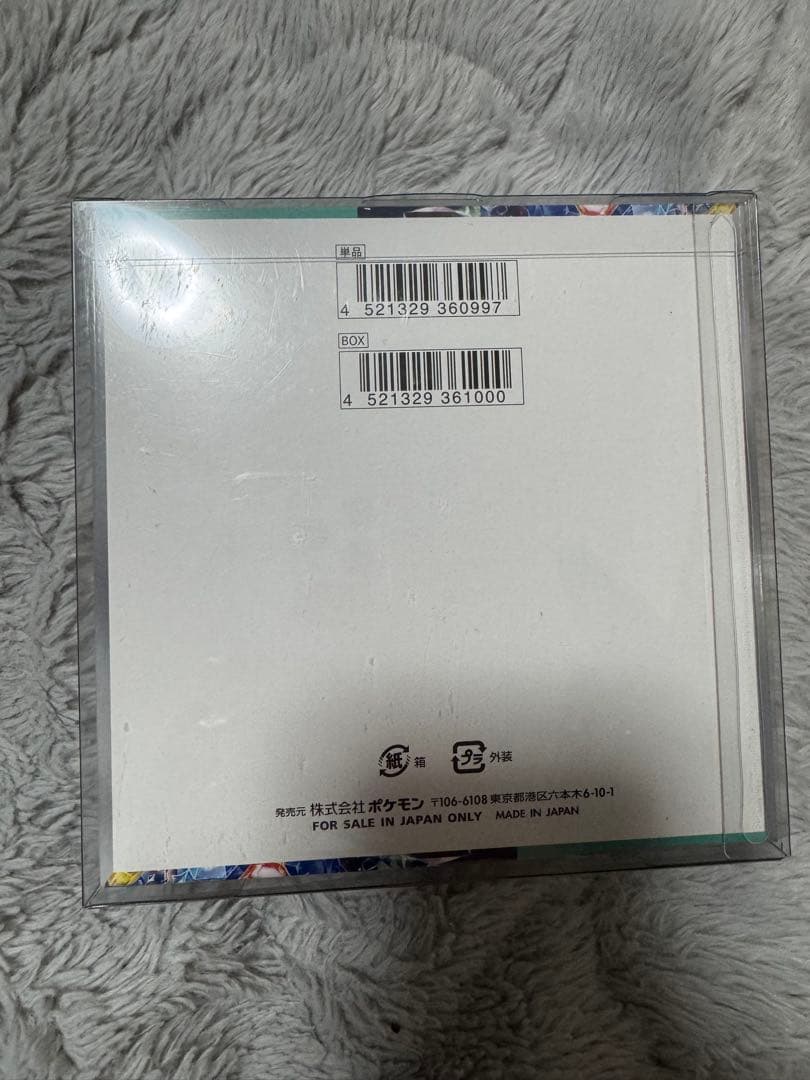 単品
4 521329 360997
BOX
4 521329 361000
紙 箱 プラ 外装
発売元 株式会社ポケモン 〒106-6108 東京都港区六本木6-10-1
FOR SALE IN JAPAN ONLY MADE IN JAPAN